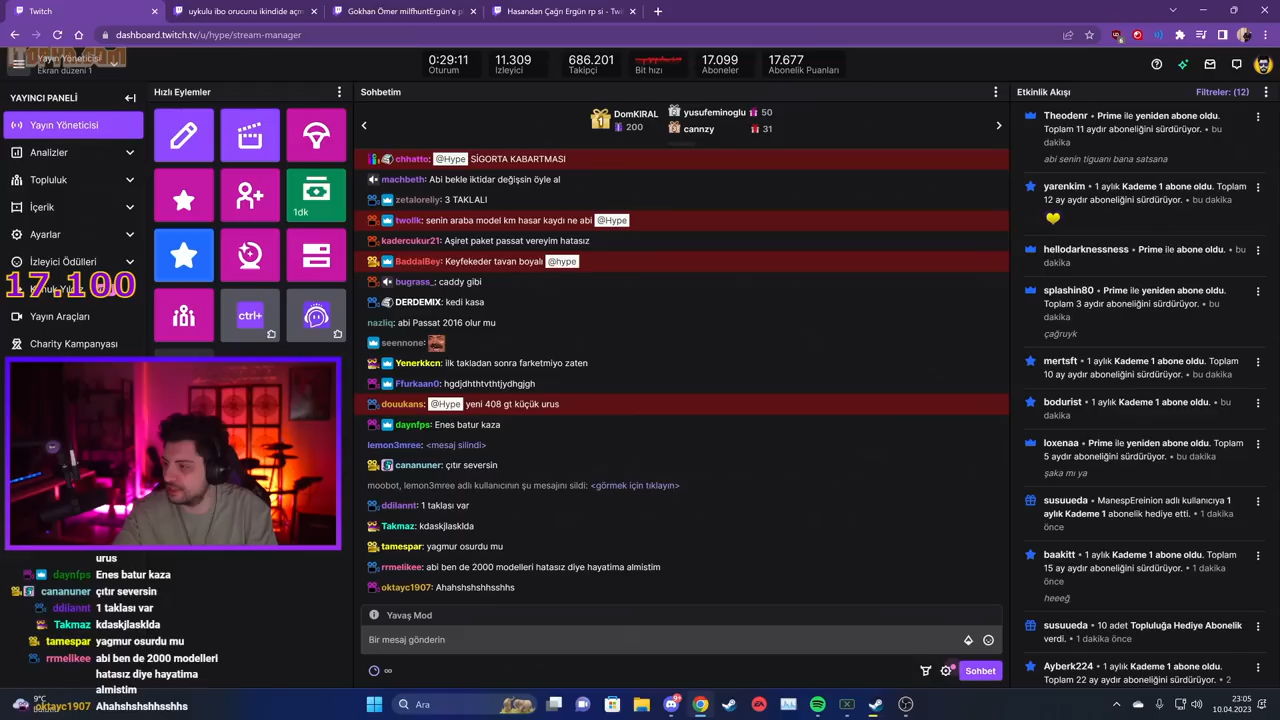 Twitch
uykulu ibo orucunu ikindide açm
Gokhan Ömer milfhuntErgün'e p
Hasandan Çağrı Ergün rp si - Twi
dashboard.twitch.tv/u/hype/stream-manager
Yayın Yöneticisi
Ekran düzeni 1
0:29:11
Oturum
11.309
İzleyici
686.201
Takipçi
Bit hızı
17.099
Aboneler
17.677
Abonelik Puanları
YAYINCI PANELİ
Yayın Yöneticisi
Analizler
Topluluk
İçerik
Ayarlar
İzleyici Ödülleri
17.100
Yayın Araçları
Charity Kampanyası
Hızlı Eylemler
1dk
ctrl+
Sohbetim
1
DomKIRAL
200
yusufeminoglu 50
cannzy 31
chhatto: @Hype SİGORTA KABARTMASI
machbeth: Abi bekle iktidar değişsin öyle al
zetaloreliy: 3 TAKLALI
twolik: senin araba model km hasar kaydı ne abi @Hype
kadercukur21: Aşiret paket passat vereyim hatasız
BaddalBey: Keyfekeder tavan boyalı @hype
bugrass_: caddy gibi
DERDEMIX: kedi kasa
nazliq: abi Passat 2016 olur mu
seennone:
Yenerkkcn: ilk takladan sonra farketmiyo zaten
Ffurkaan0: hgdjdhthtvthtjydhgjgh
douukans: @Hype yeni 408 gt küçük urus
daynfps: Enes batur kaza
lemon3mree: <mesaj silindi>
cananuner: çıtır seversin
moobot, lemon3mree adlı kullanıcının şu mesajını sildi: <görmek için tıklayın>
ddilannt: 1 taklası var
Takmaz: kdaskjlasklda
tamespar: yagmur osurdu mu
rrmelikee: abi ben de 2000 modelleri hatasız diye hayatima almistim
oktayc1907: Ahahshshshhsshhs
Yavaş Mod
Bir mesaj gönderin
∞
Sohbet
Etkinlik Akışı
Filtreler: (12)
Theodenr • Prime ile yeniden abone oldu.
Toplam 11 aydır aboneliğini sürdürüyor. • bu
dakika
abi senin tiguanı bana satsana
yarenkim • 1 aylık Kademe 1 abone oldu. Toplam
12 ay aydır aboneliğini sürdürüyor. • bu dakika
hellodarknessness • Prime ile abone oldu. • bu
dakika
splashin80 • Prime ile yeniden abone oldu.
Toplam 3 aydır aboneliğini sürdürüyor. • bu
dakika
çağruyk
mertsft • 1 aylık Kademe 1 abone oldu. Toplam
10 ay aydır aboneliğini sürdürüyor. • bu dakika
bodurist • 1 aylık Kademe 1 abone oldu. • bu
dakika
loxenaa • Prime ile yeniden abone oldu. Toplam
5 aydır aboneliğini sürdürüyor. • bu dakika
şaka mı ya
susuueda • ManespEreinion adlı kullanıcıya 1
aylık Kademe 1 abonelik hediye etti. • 1 dakika
önce
baakitt • 1 aylık Kademe 1 abone oldu. Toplam
15 ay aydır aboneliğini sürdürüyor. • 1 dakika
önce
heeeğ
susuueda • 10 adet Topluluğa Hediye Abonelik
verdi. • 1 dakika önce
Ayberk224 • 1 aylık Kademe 1 abone oldu.
Toplam 22 ay aydır aboneliğini sürdürüyor. • 2
urus
daynfps Enes batur kaza
cananuner çıtır seversin
ddilannt 1 taklası var
Takmaz kdaskjlasklda
tamespar yagmur osurdu mu
rrmelikee abi ben de 2000 modelleri
hatasız diye hayatima
almistim
oktayc1907 Ahahshshshhsshhs
9°C
Ara
23:05
10.04.2023